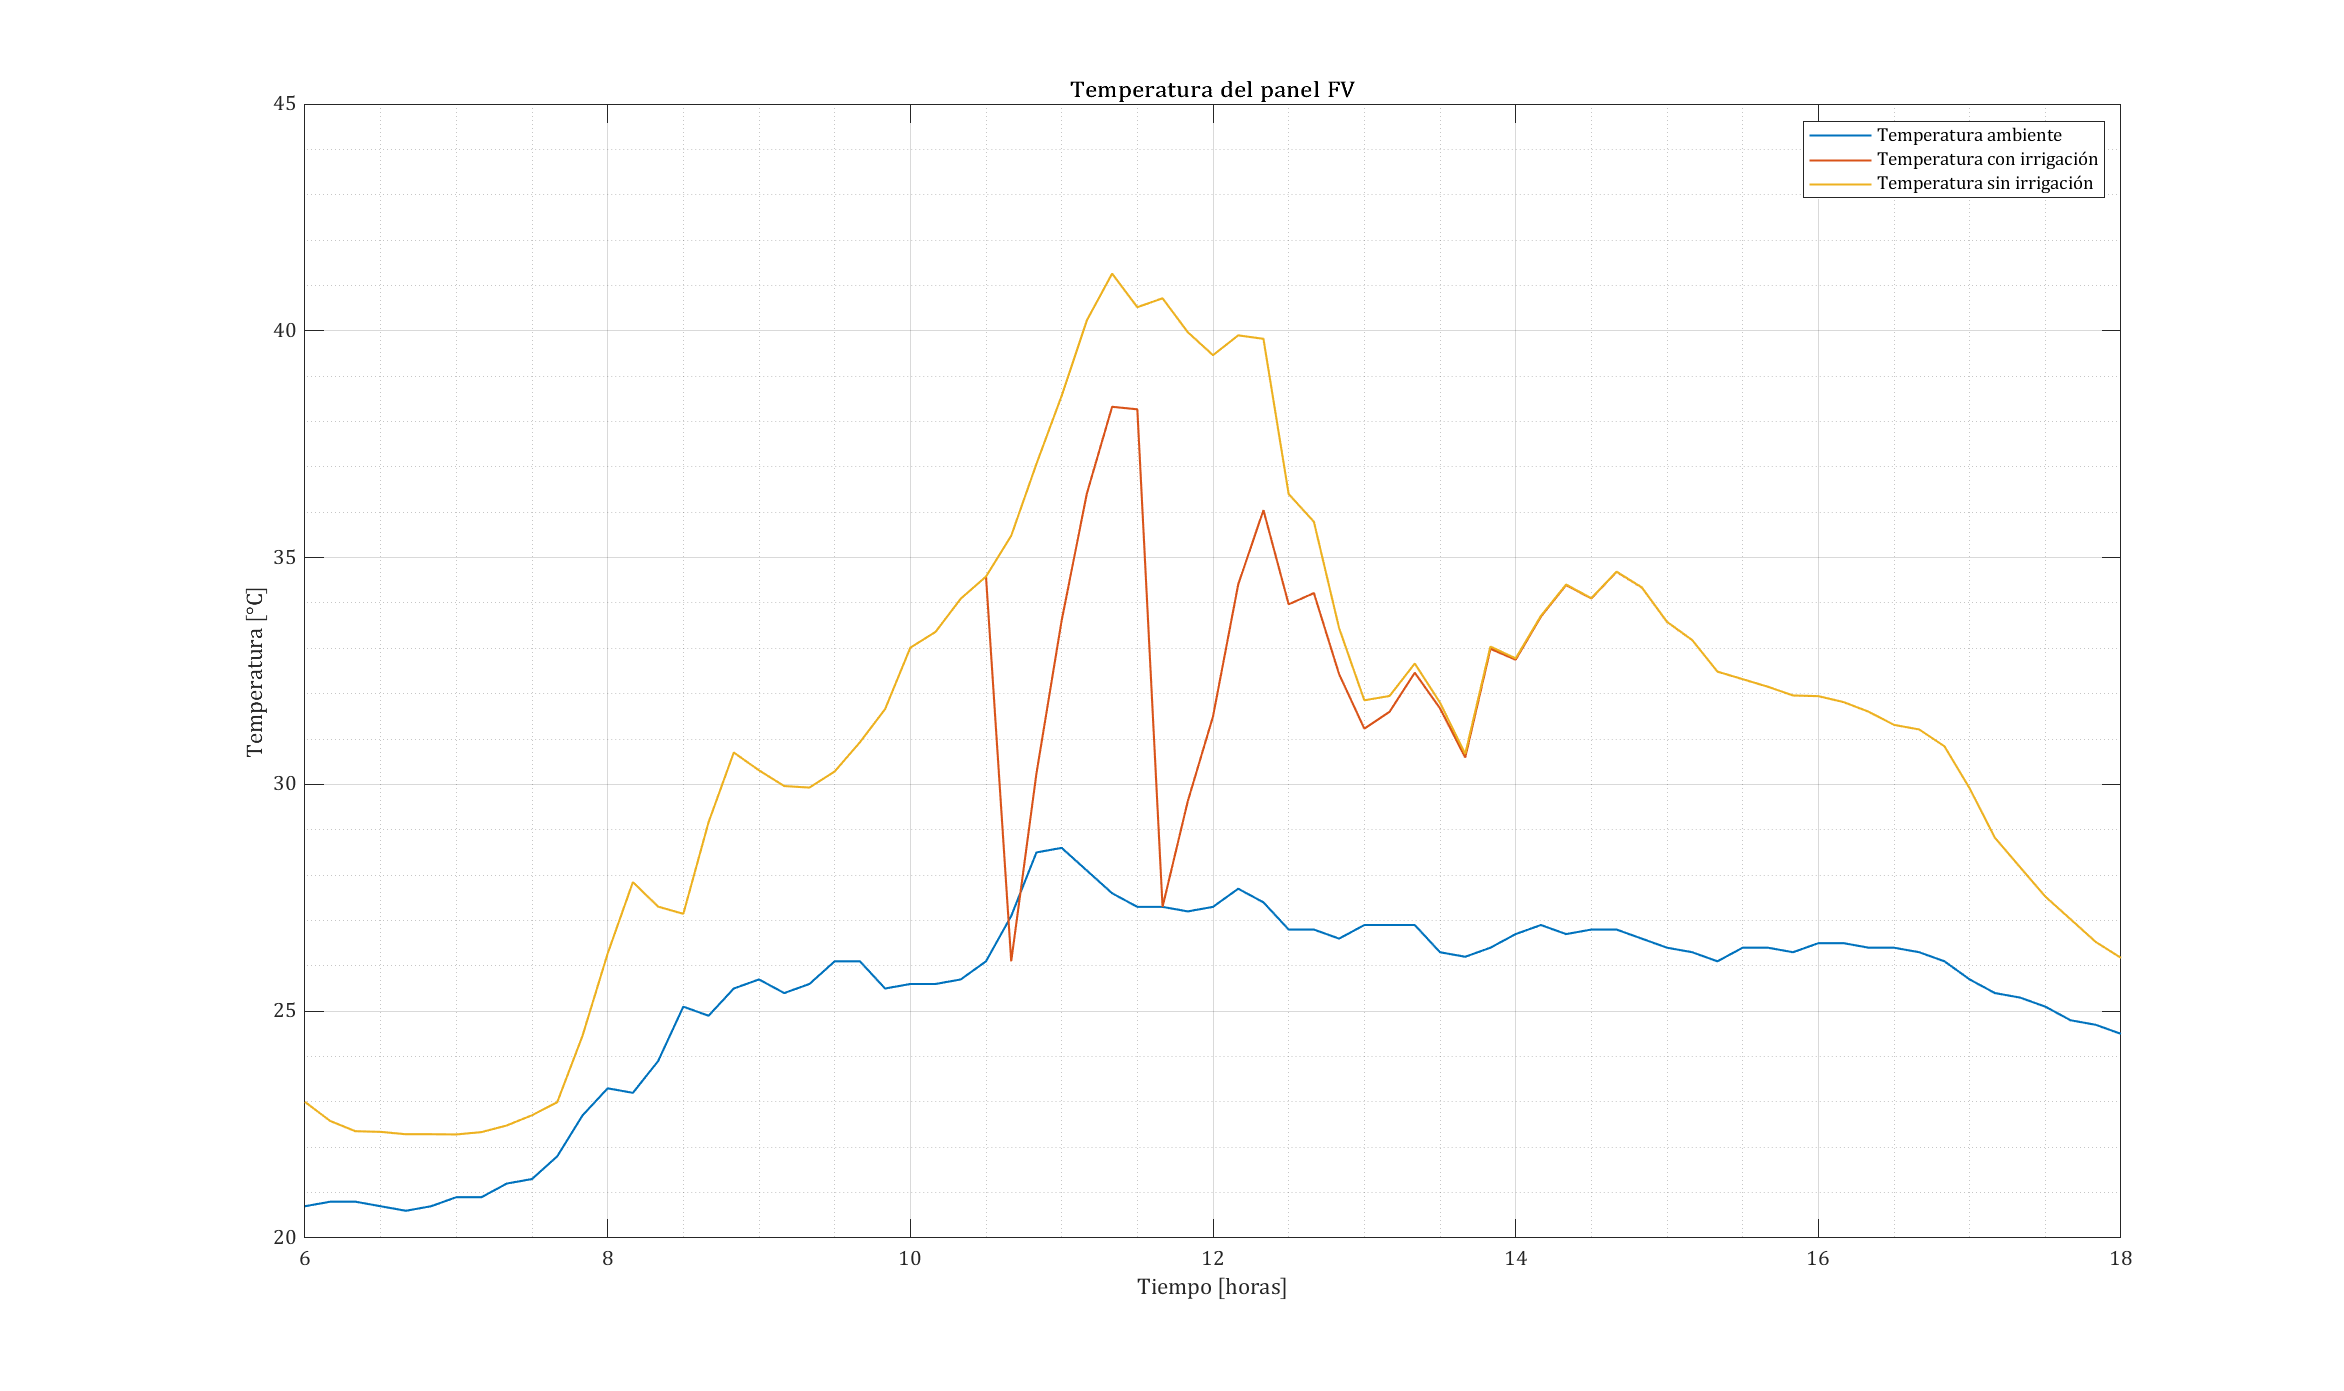 Temperatura del panel FV
45
40
35
30
25
20
Temperatura [°C]
Temperatura ambiente
Temperatura con irrigación
Temperatura sin irrigación
6 8 10 12 14 16 18
Tiempo [horas]